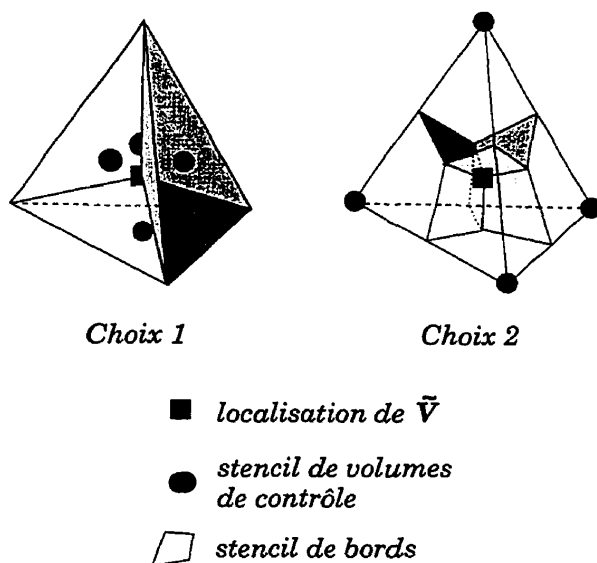 Choix 1
Choix 2
localisation de Ṽ
stencil de volumes
de contrôle
stencil de bords